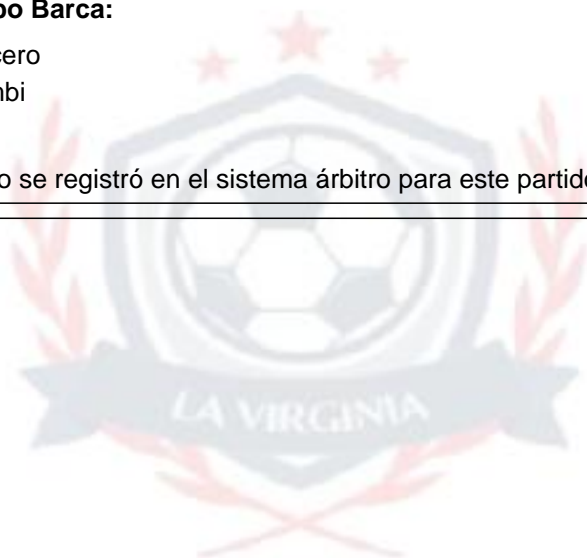 po Barca:
cero
nbi
o se registró en el sistema árbitro para este partido
LA VIRGINIA